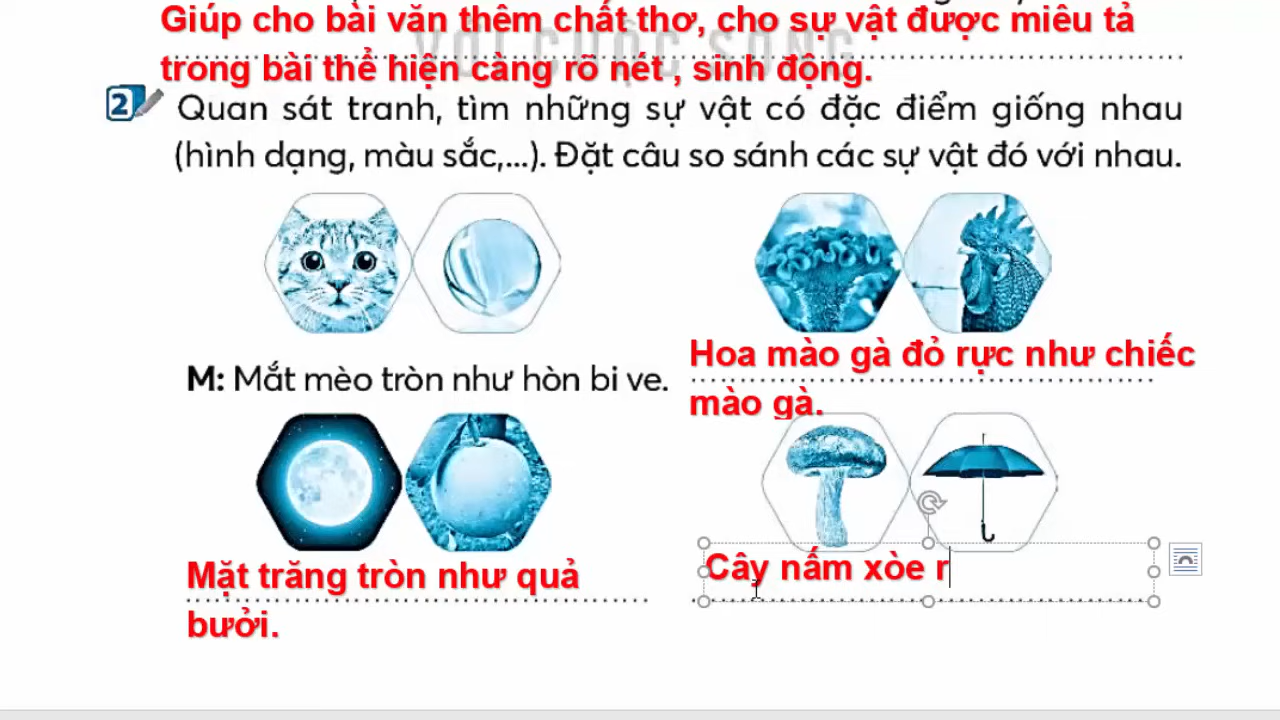 Giúp cho bài văn thêm chất thơ, cho sự vật được miêu tả
VỚI CUỘC SỐNG
trong bài thể hiện càng rõ nét , sinh động.
2 Quan sát tranh, tìm những sự vật có đặc điểm giống nhau
(hình dạng, màu sắc,...). Đặt câu so sánh các sự vật đó với nhau.
Hoa mào gà đỏ rực như chiếc
mào gà.
M: Mắt mèo tròn như hòn bi ve.
Mặt trăng tròn như quả
bưởi.
Cây nấm xòe r